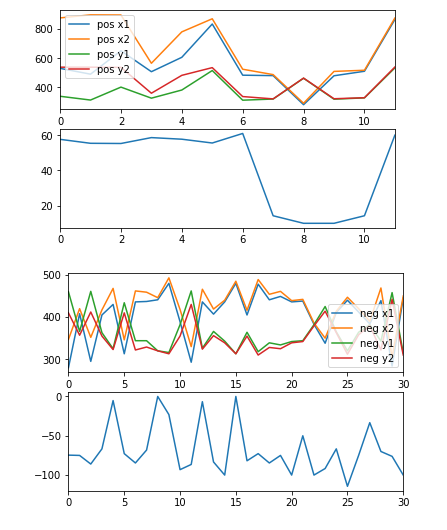 800
600
400
pos x1
pos x2
pos y1
pos y2
0 2 4 6 8 10
60
40
20
0 2 4 6 8 10
500
400
300
neg x1
neg x2
neg y1
neg y2
0 5 10 15 20 25 30
0
−50
−100
0 5 10 15 20 25 30